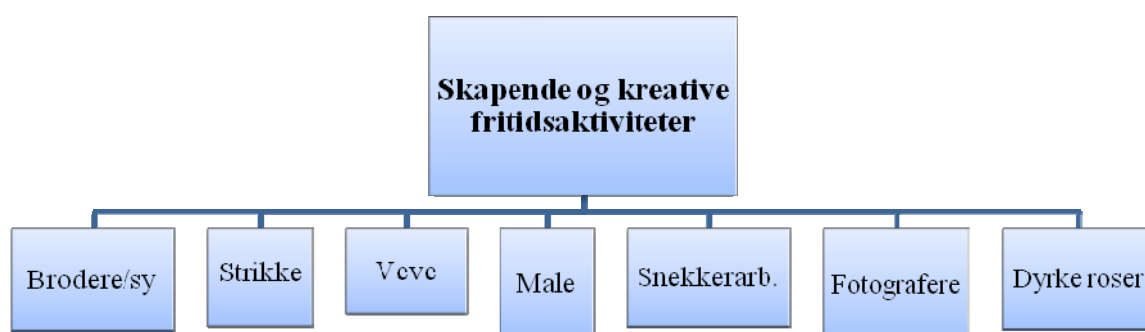 Skapende og kreative
fritidsaktiviteter
Brodere/sy
Strikke
Veve
Male
Snekkerarb.
Fotografere
Dyrke roser